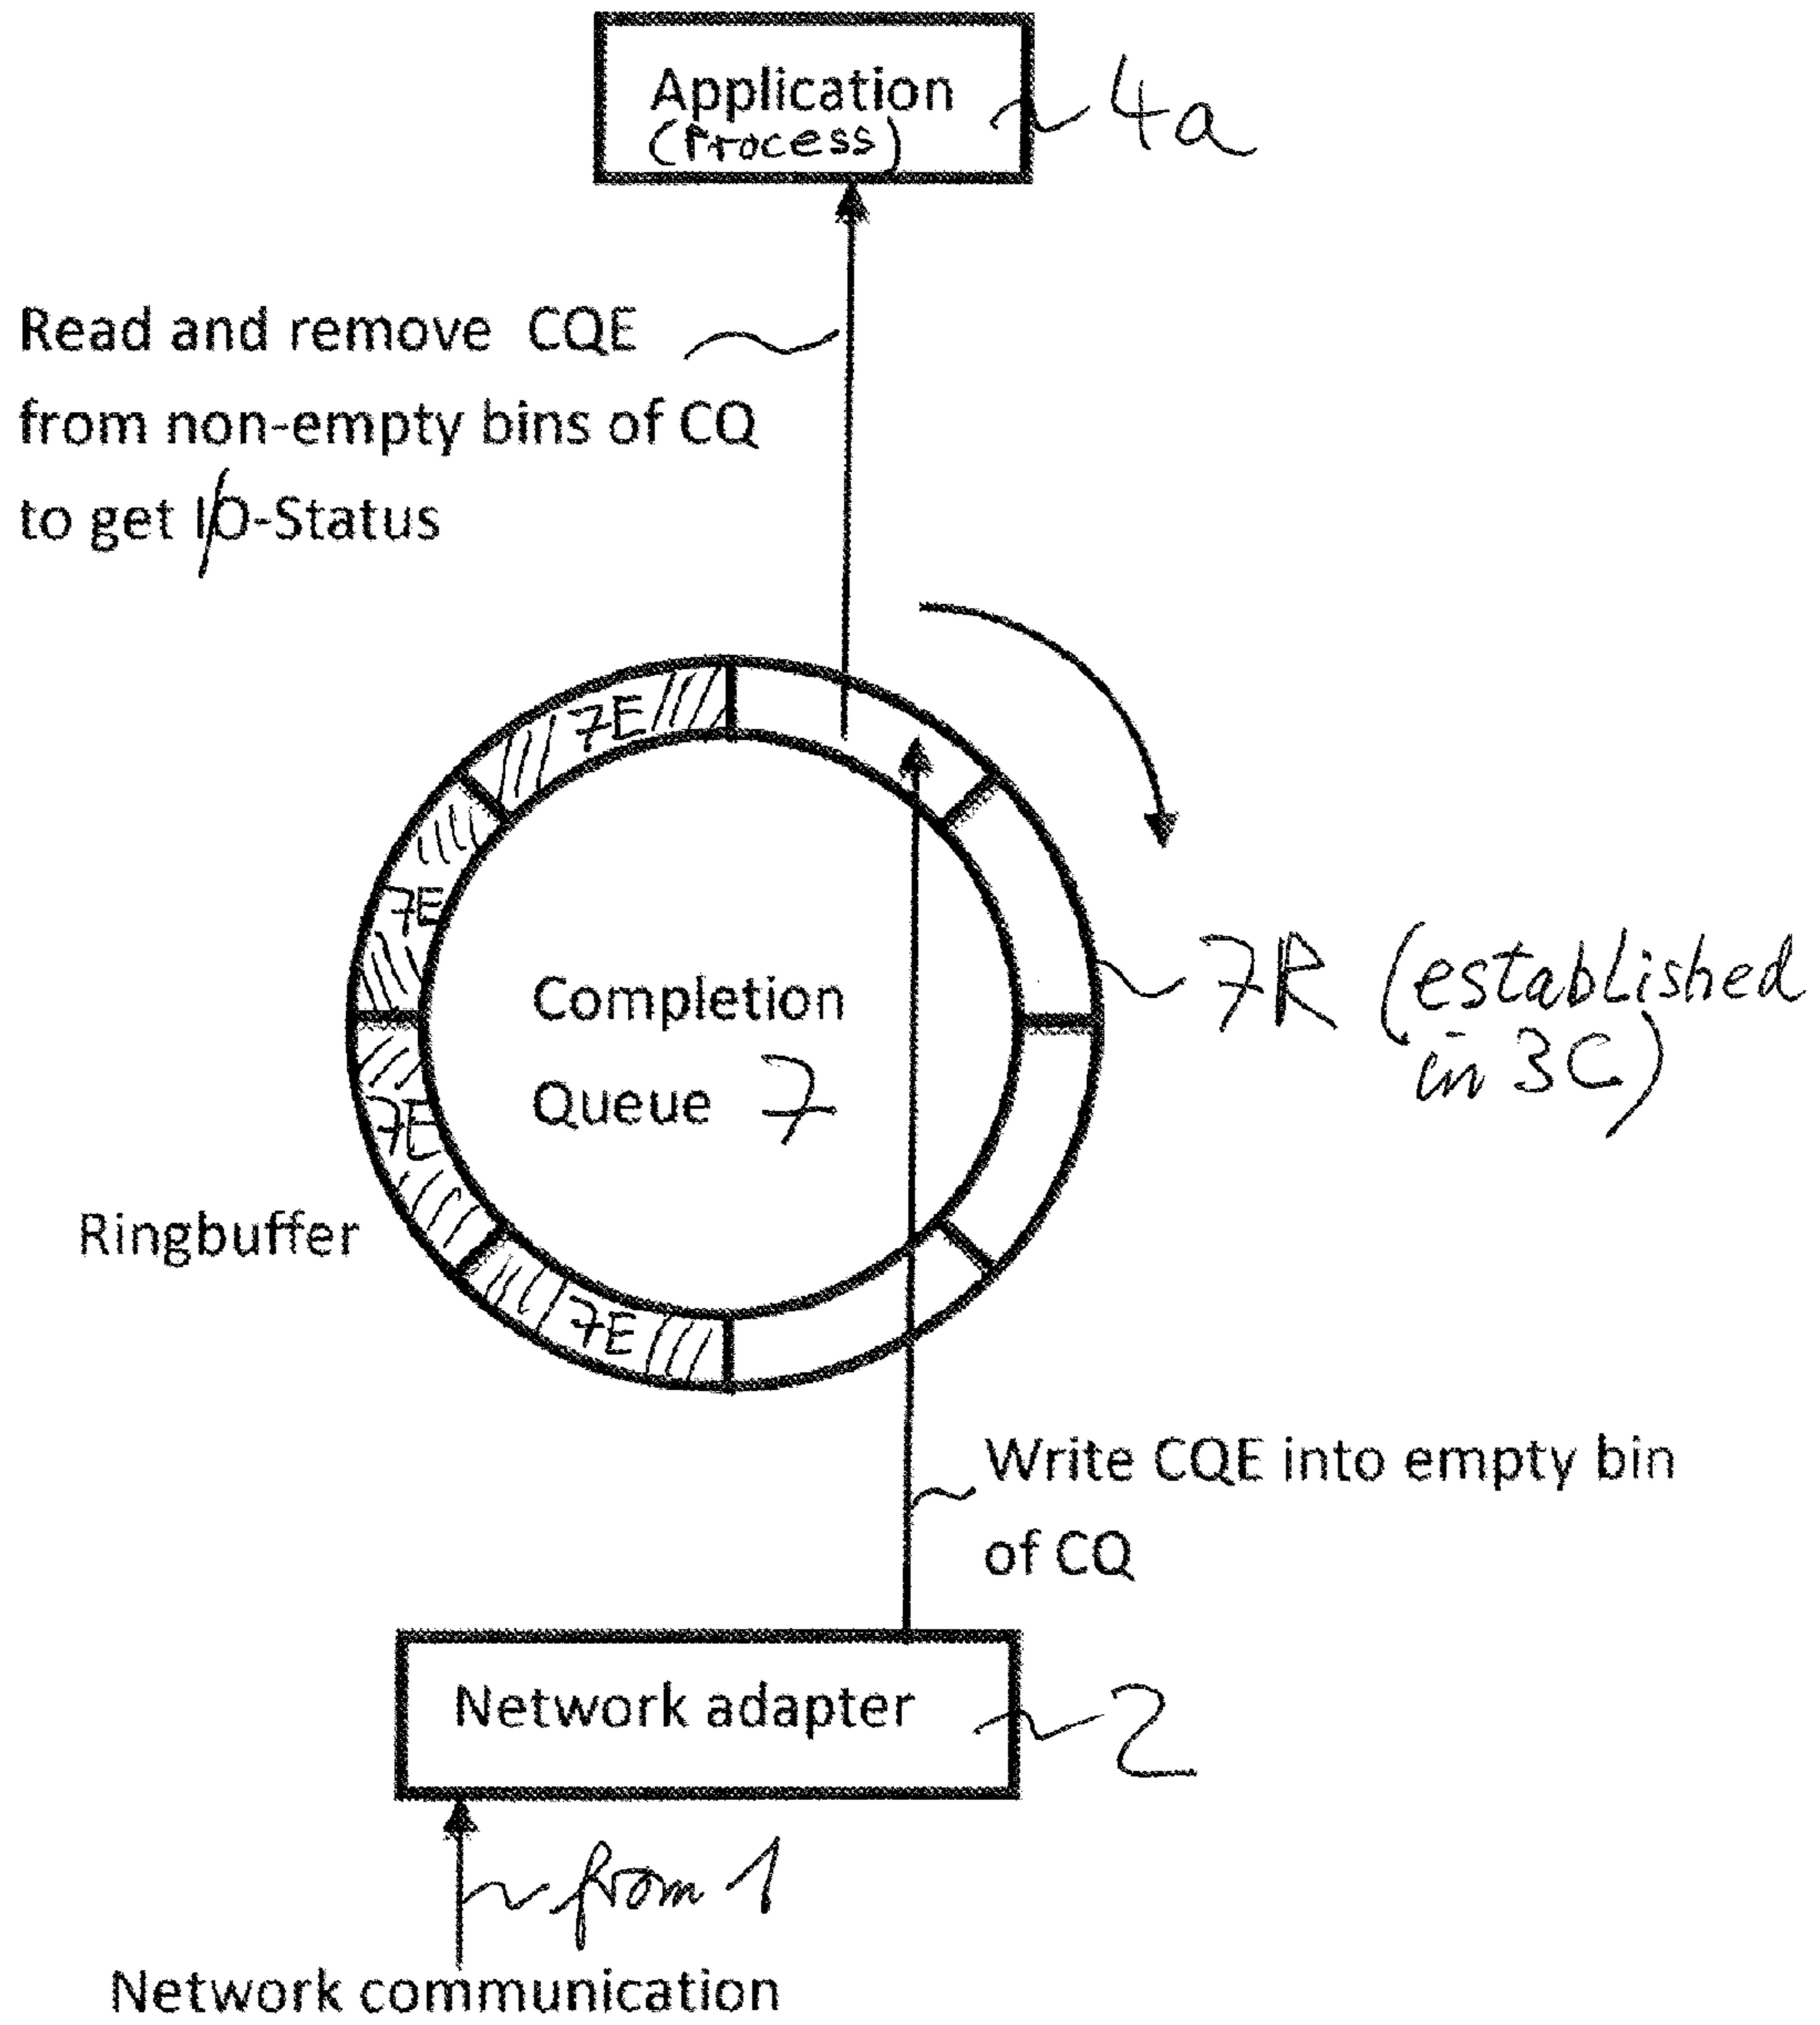 Application
(Process)
4a
Read and remove CQE
from non-empty bins of CQ
to get I/O-Status
7E
7E
7E
7E
Completion
Queue 7
7R (established
in 3C)
Ringbuffer
Write CQE into empty bin
of CQ
Network adapter
2
from 1
Network communication